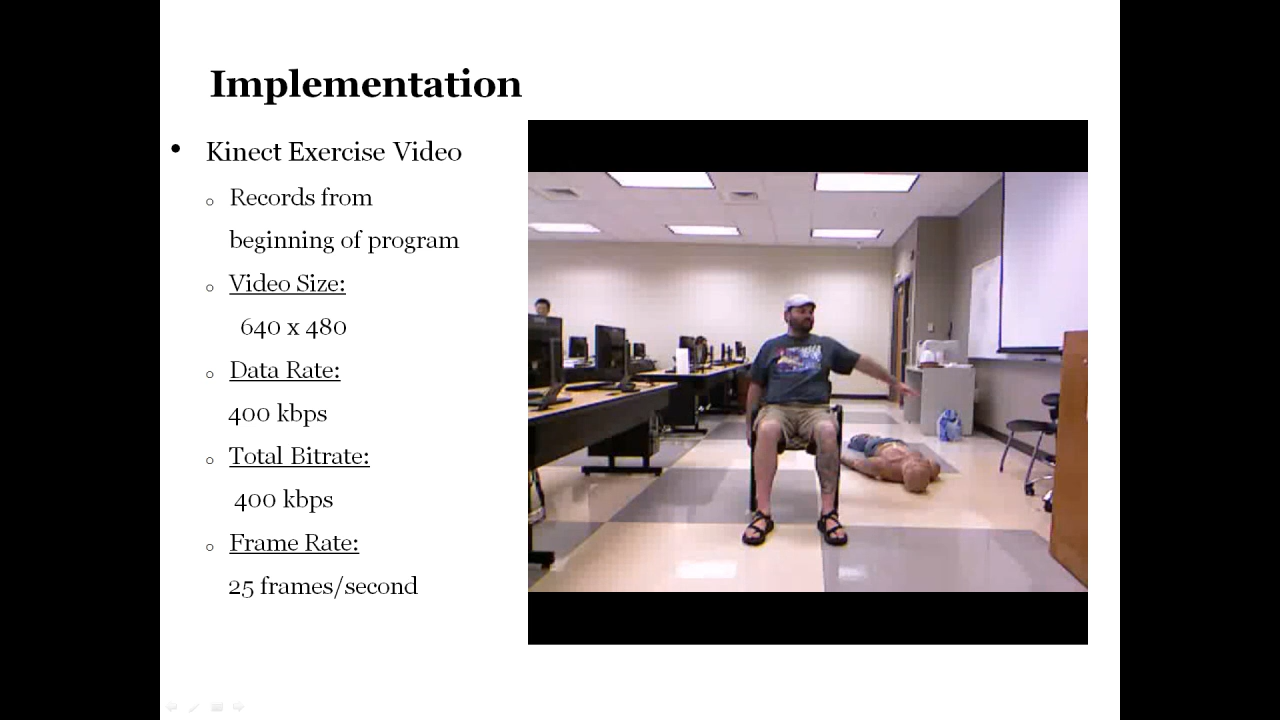 Implementation
• Kinect Exercise Video
o Records from
beginning of program
o Video Size:
640 x 480
o Data Rate:
400 kbps
o Total Bitrate:
400 kbps
o Frame Rate:
25 frames/second